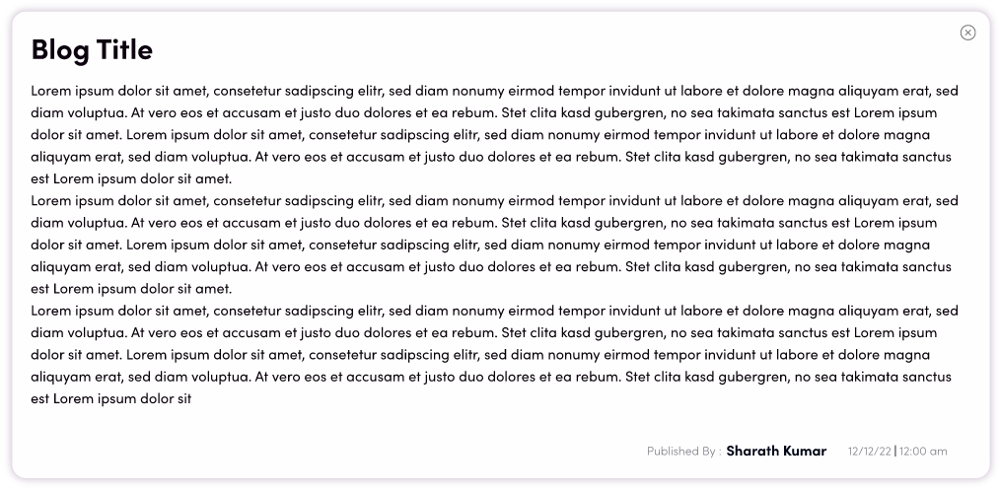 Blog Title
Lorem ipsum dolor sit amet, consetetur sadipscing elitr, sed diam nonumy eirmod tempor invidunt ut labore et dolore magna aliquyam erat, sed
diam voluptua. At vero eos et accusam et justo duo dolores et ea rebum. Stet clita kasd gubergren, no sea takimata sanctus est Lorem ipsum
dolor sit amet. Lorem ipsum dolor sit amet, consetetur sadipscing elitr, sed diam nonumy eirmod tempor invidunt ut labore et dolore magna
aliquyam erat, sed diam voluptua. At vero eos et accusam et justo duo dolores et ea rebum. Stet clita kasd gubergren, no sea takimata sanctus
est Lorem ipsum dolor sit amet.
Lorem ipsum dolor sit amet, consetetur sadipscing elitr, sed diam nonumy eirmod tempor invidunt ut labore et dolore magna aliquyam erat, sed
diam voluptua. At vero eos et accusam et justo duo dolores et ea rebum. Stet clita kasd gubergren, no sea takimata sanctus est Lorem ipsum
dolor sit amet. Lorem ipsum dolor sit amet, consetetur sadipscing elitr, sed diam nonumy eirmod tempor invidunt ut labore et dolore magna
aliquyam erat, sed diam voluptua. At vero eos et accusam et justo duo dolores et ea rebum. Stet clita kasd gubergren, no sea takimata sanctus
est Lorem ipsum dolor sit amet.
Lorem ipsum dolor sit amet, consetetur sadipscing elitr, sed diam nonumy eirmod tempor invidunt ut labore et dolore magna aliquyam erat, sed
diam voluptua. At vero eos et accusam et justo duo dolores et ea rebum. Stet clita kasd gubergren, no sea takimata sanctus est Lorem ipsum
dolor sit amet. Lorem ipsum dolor sit amet, consetetur sadipscing elitr, sed diam nonumy eirmod tempor invidunt ut labore et dolore magna
aliquyam erat, sed diam voluptua. At vero eos et accusam et justo duo dolores et ea rebum. Stet clita kasd gubergren, no sea takimata sanctus
est Lorem ipsum dolor sit
Published By : Sharath Kumar 12/12/22 | 12:00 am